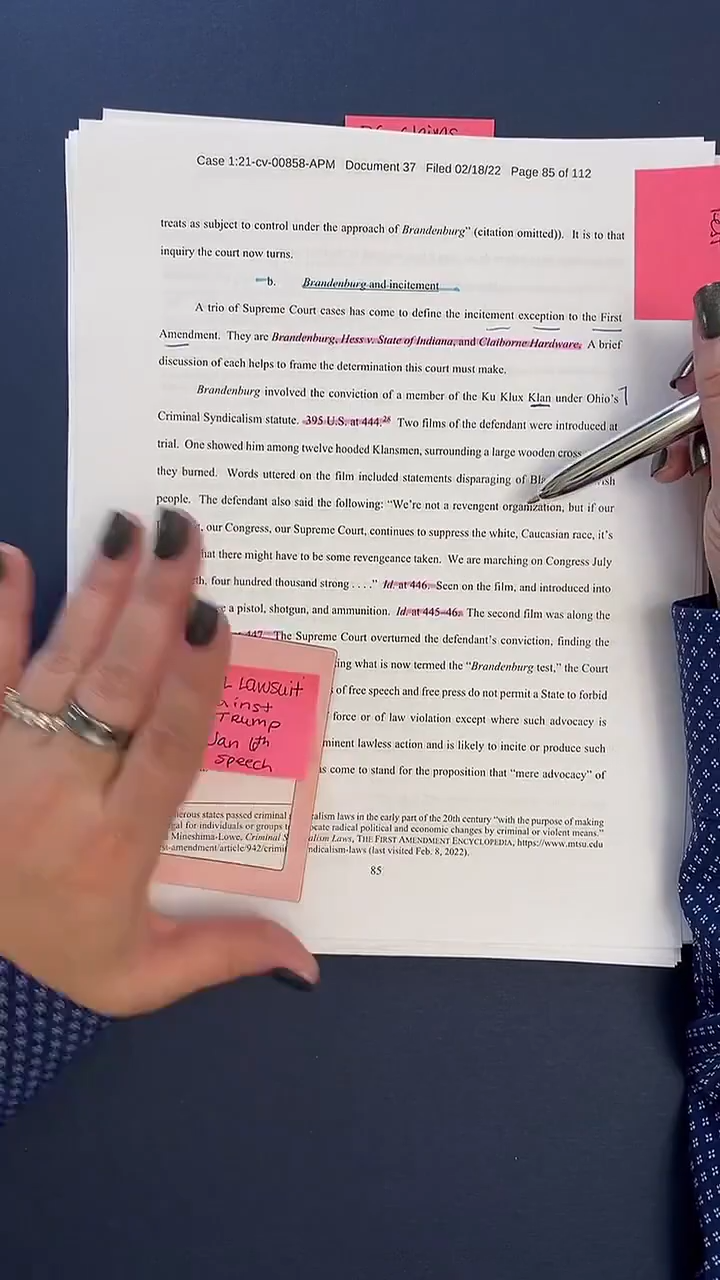 DC claims
Case 1:21-cv-00858-APM Document 37 Filed 02/18/22 Page 85 of 112
treats as subject to control under the approach of Brandenburg” (citation omitted)). It is to that
inquiry the court now turns.
b. Brandenburg and incitement
A trio of Supreme Court cases has come to define the incitement exception to the First
Amendment. They are Brandenburg, Hess v. State of Indiana, and Claiborne Hardware. A brief
discussion of each helps to frame the determination this court must make.
Brandenburg involved the conviction of a member of the Ku Klux Klan under Ohio’s
Criminal Syndicalism statute. 395 U.S. at 444.26 Two films of the defendant were introduced at
trial. One showed him among twelve hooded Klansmen, surrounding a large wooden cross
they burned. Words uttered on the film included statements disparaging of
people. The defendant also said the following: “We’re not a revengent organization, but if our
, our Congress, our Supreme Court, continues to suppress the white, Caucasian race, it’s
that there might have to be some revengeance taken. We are marching on Congress July
four hundred thousand strong . . . .” Id. at 446. Seen on the film, and introduced into
a pistol, shotgun, and ammunition. Id. at 445–46. The second film was along the
447. The Supreme Court overturned the defendant’s conviction, finding the
what is now termed the “Brandenburg test,” the Court
of free speech and free press do not permit a State to forbid
force or of law violation except where such advocacy is
lawless action and is likely to incite or produce such
come to stand for the proposition that “mere advocacy” of
Lawsuit
Trump
Jan 6th
speech
states passed criminal laws in the early part of the 20th century “with the purpose of making
for individuals or groups radical political and economic changes by criminal or violent means.”
Mineshima-Lowe, Criminal THE FIRST AMENDMENT ENCYCLOPEDIA, https://www.mtsu.edu
(last visited Feb. 8, 2022).
85